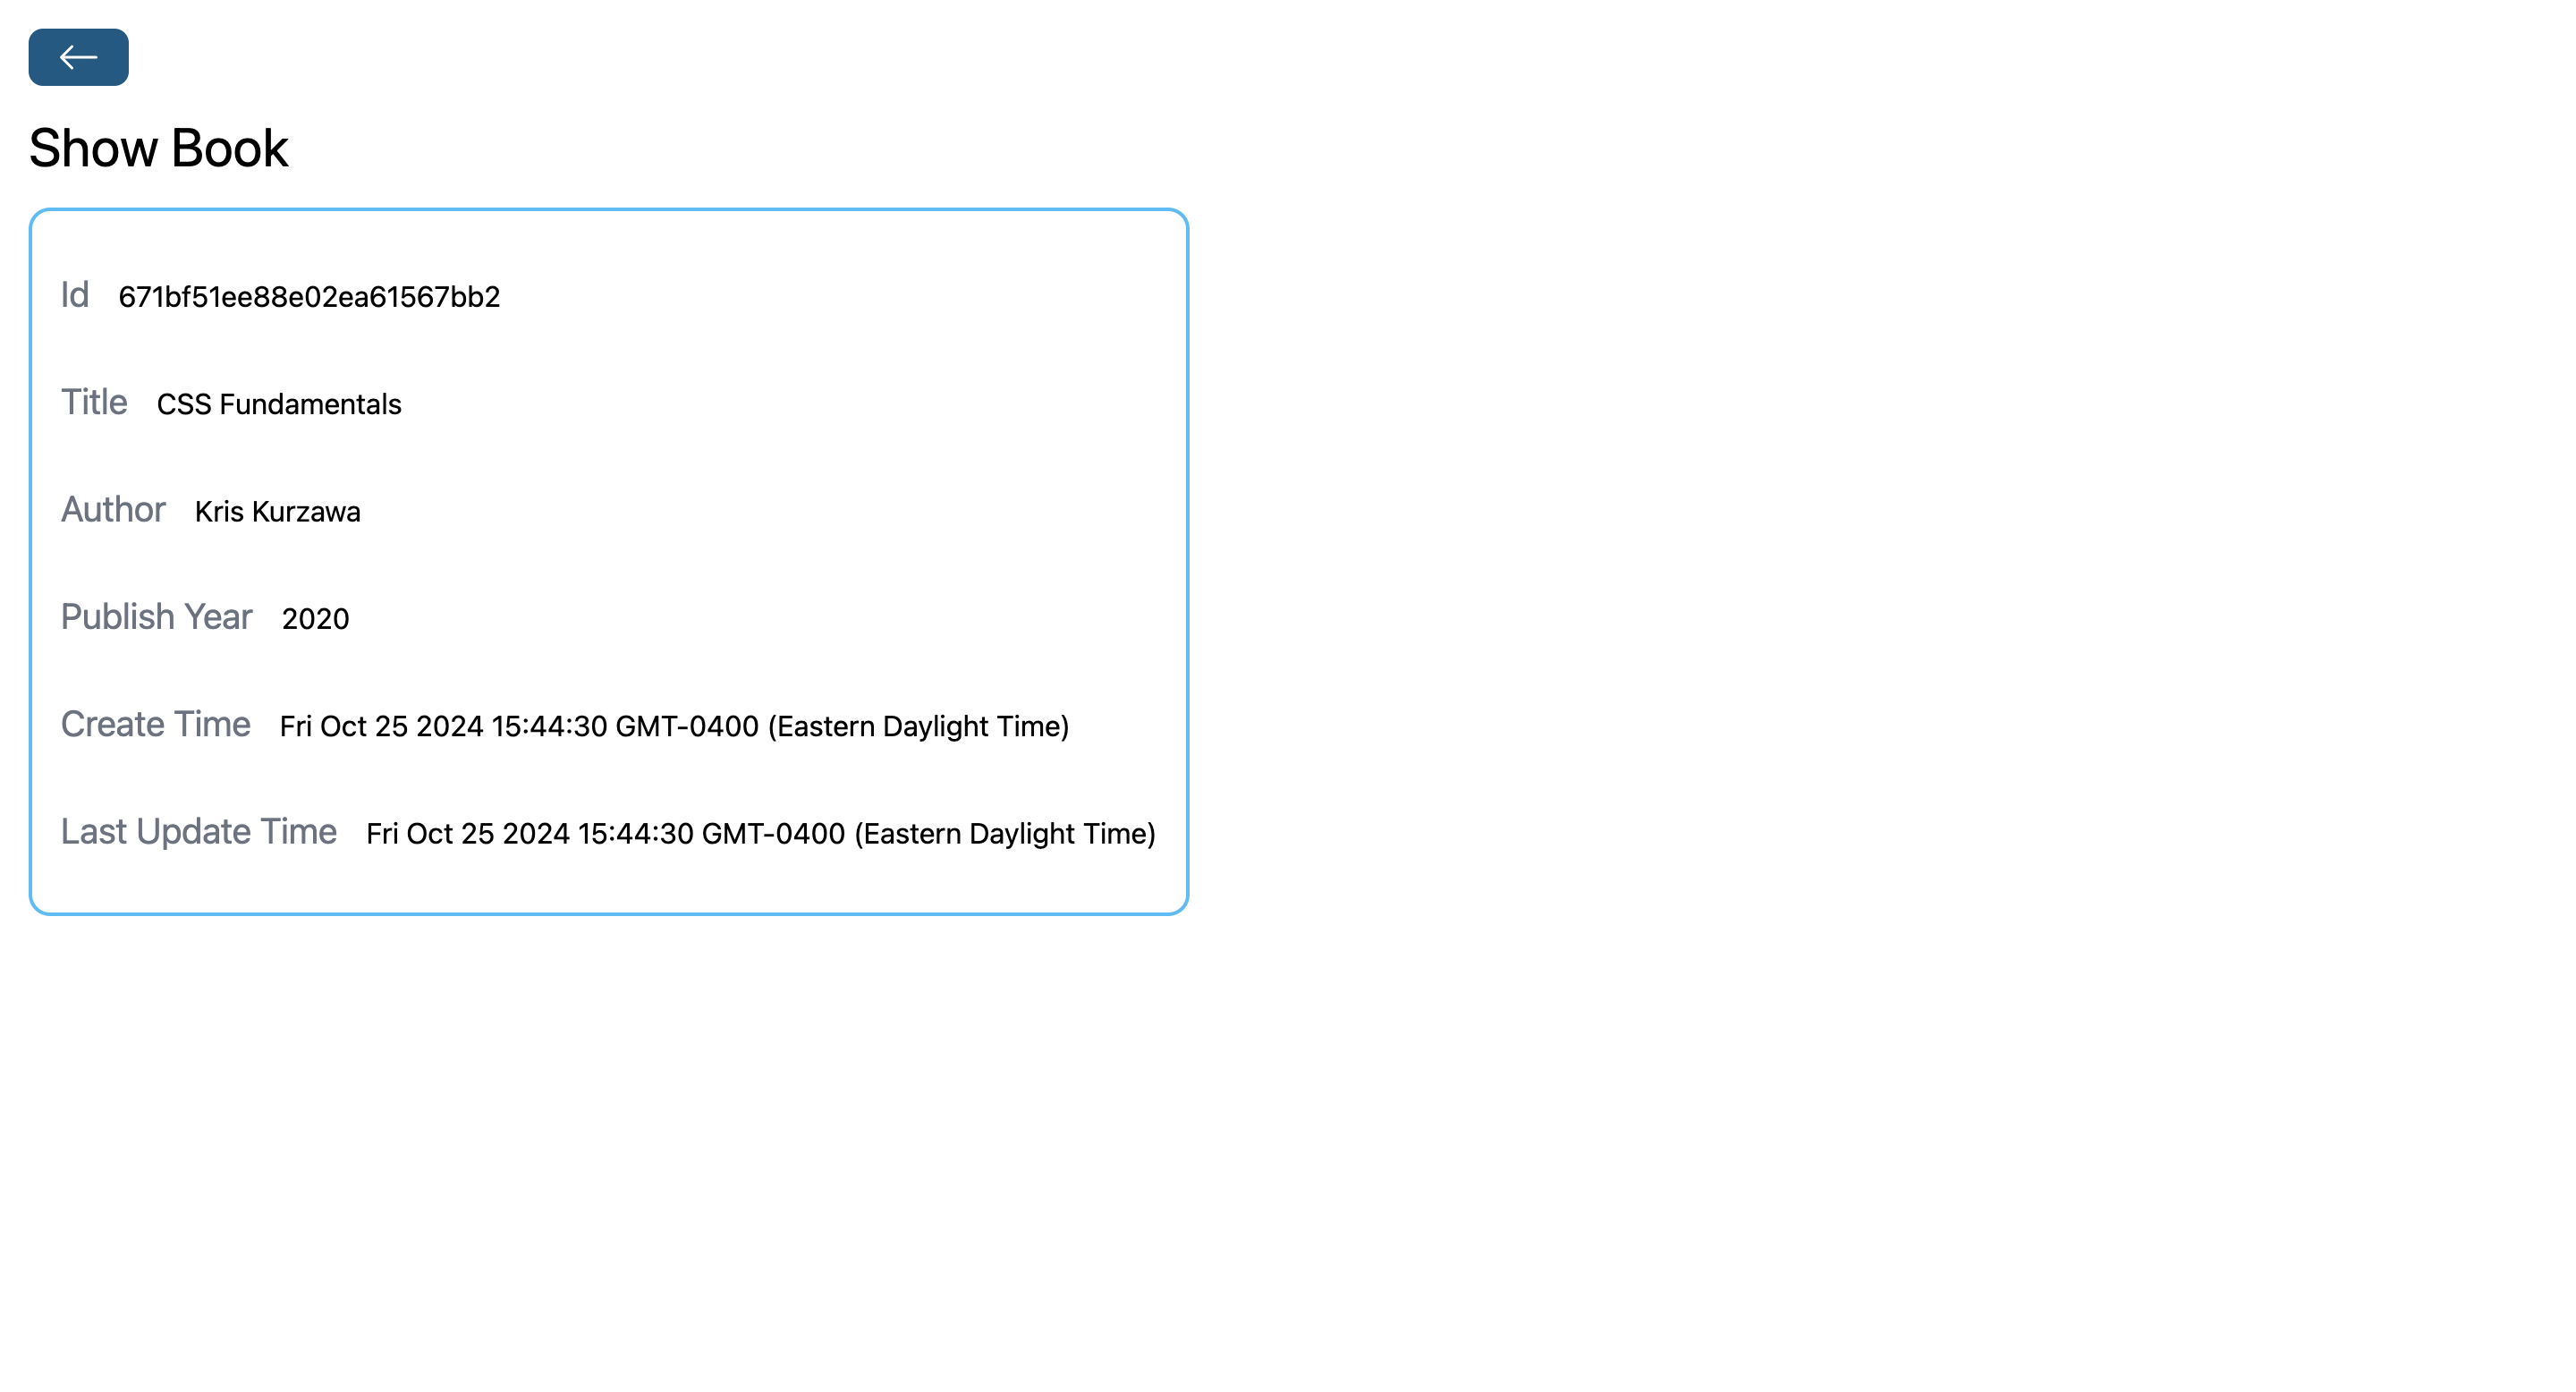 Show Book
Id 671bf51ee88e02ea61567bb2
Title CSS Fundamentals
Author Kris Kurzawa
Publish Year 2020
Create Time Fri Oct 25 2024 15:44:30 GMT-0400 (Eastern Daylight Time)
Last Update Time Fri Oct 25 2024 15:44:30 GMT-0400 (Eastern Daylight Time)